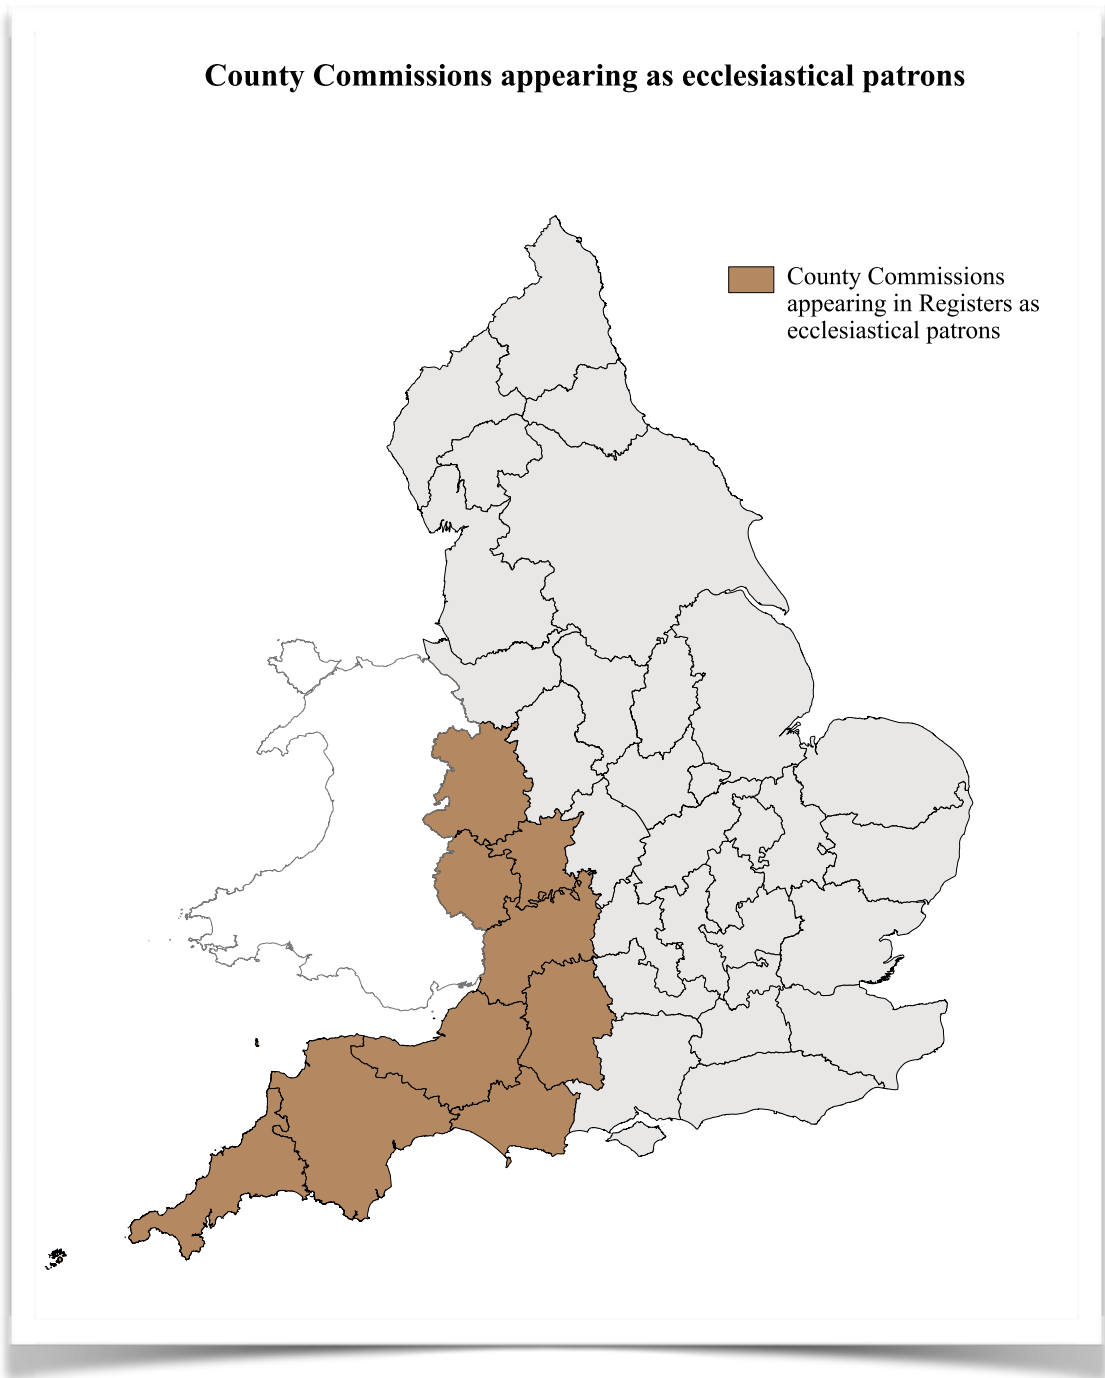 County Commissions appearing as ecclesiastical patrons
County Commissions
appearing in Registers as
ecclesiastical patrons